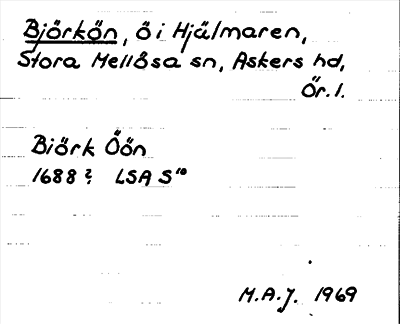 Björkön, ö i Hjälmaren,
Stora Mellösa sn, Askers hd,
Ör. l.
Biörk Öön
1688? LSA S¹⁰
M.A.J. 1969